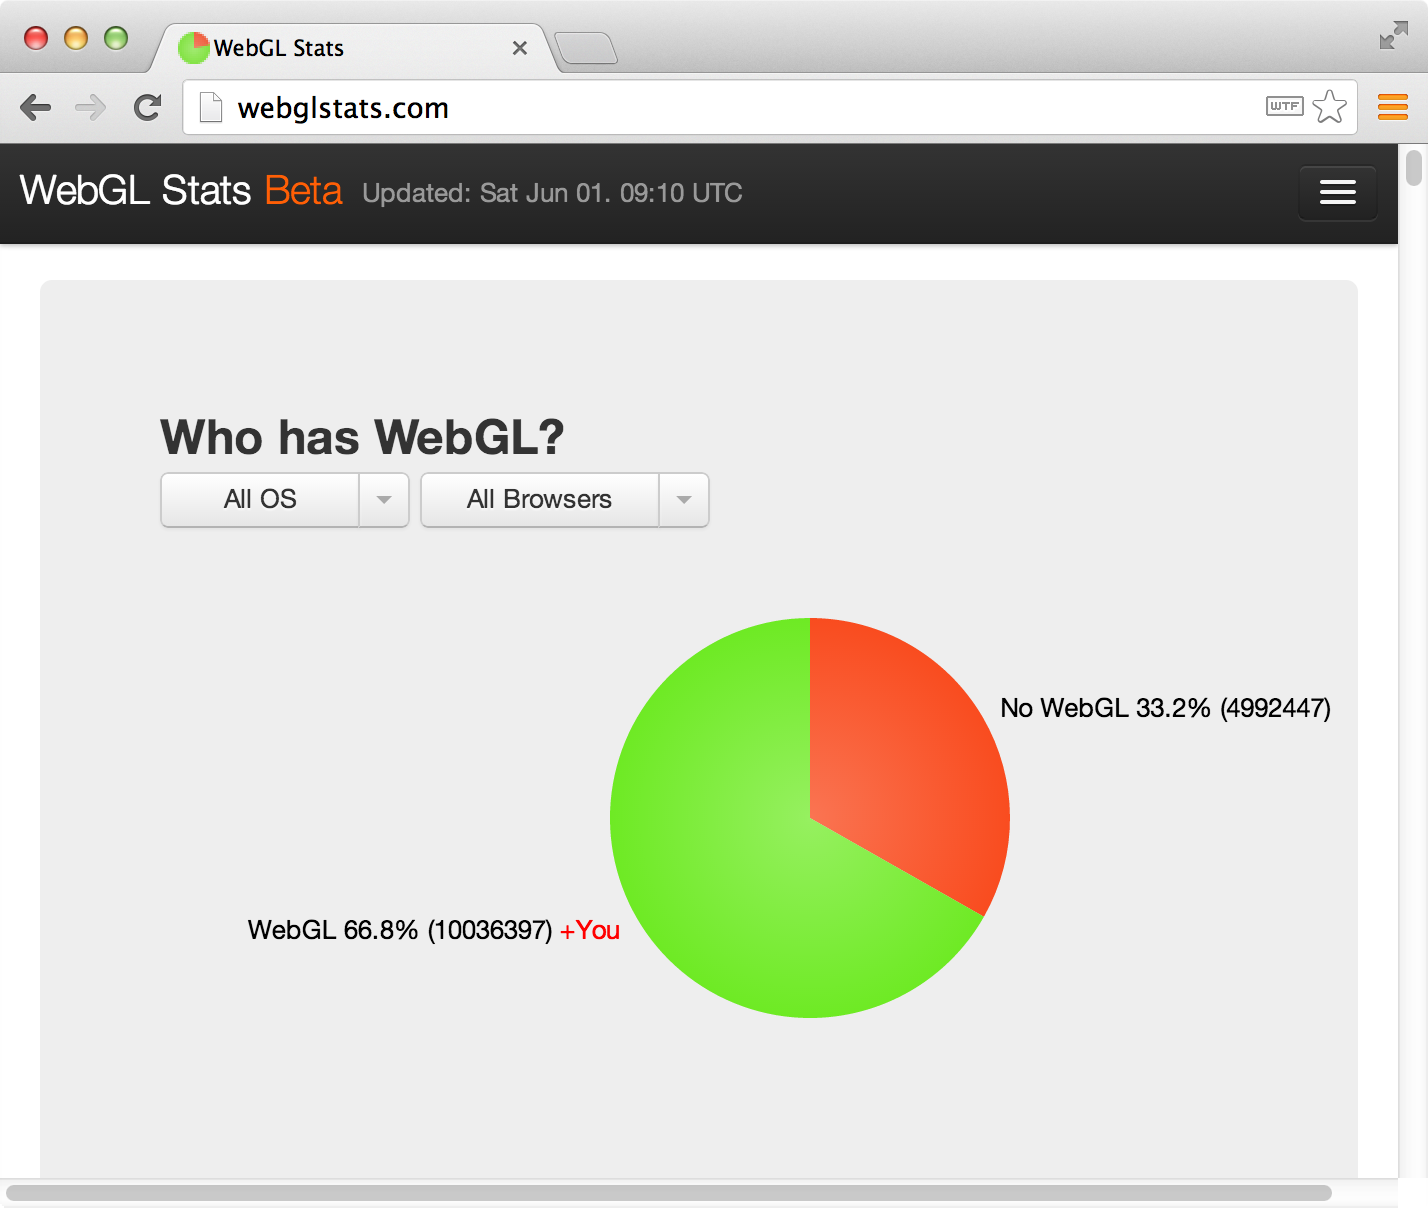 WebGL Stats
webglstats.com
WTF
WebGL Stats Beta Updated: Sat Jun 01. 09:10 UTC
Who has WebGL?
All OS All Browsers
No WebGL 33.2% (4992447)
WebGL 66.8% (10036397) +You